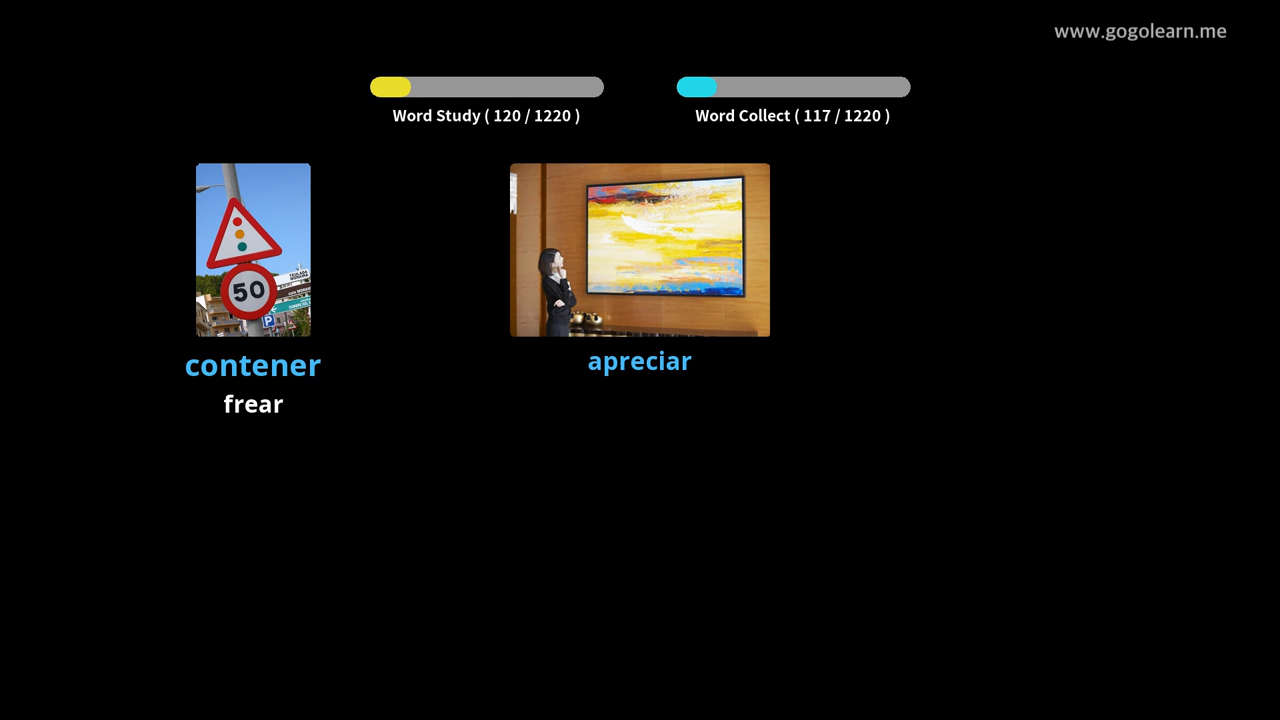 www.gogolearn.me
Word Study ( 120 / 1220 )
Word Collect ( 117 / 1220 )
50
P
contener
frear
apreciar